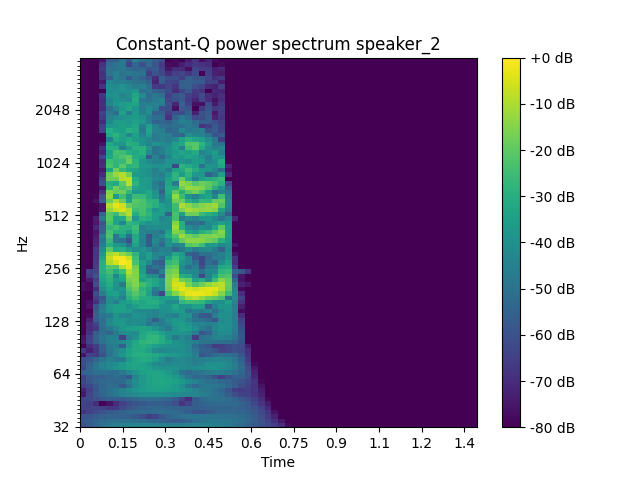 Constant-Q power spectrum speaker_2
Hz
2048
1024
512
256
128
64
32
0 0.15 0.3 0.45 0.6 0.75 0.9 1.1 1.2 1.4
Time
+0 dB
-10 dB
-20 dB
-30 dB
-40 dB
-50 dB
-60 dB
-70 dB
-80 dB